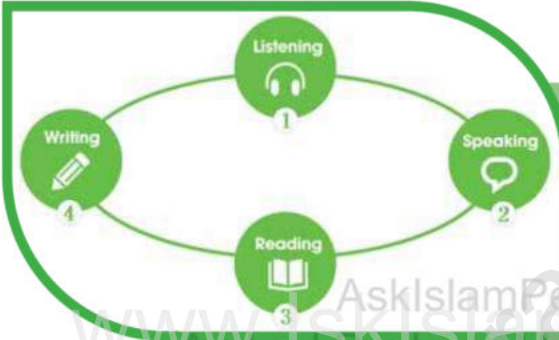 Listening
1
Writing
4
Speaking
2
Reading
3
AskIslamP